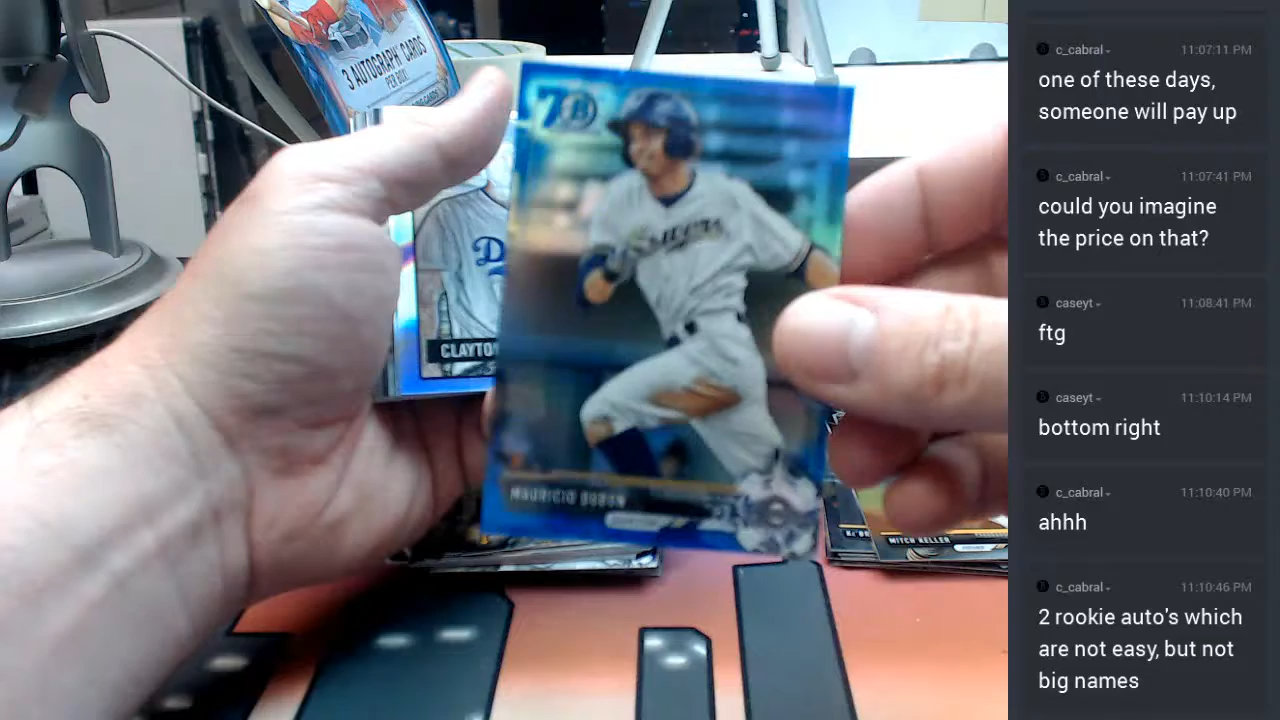 3 AUTOGRAPH CARDS
PER BOX!
CLAYTO
MAURICIO DUBON
MITCH KELLER
c_cabral
11:07:11 PM
one of these days,
someone will pay up
c_cabral
11:07:41 PM
could you imagine
the price on that?
caseyt
11:08:41 PM
ftg
caseyt
11:10:14 PM
bottom right
c_cabral
11:10:40 PM
ahhh
c_cabral
11:10:46 PM
2 rookie auto's which
are not easy, but not
big names